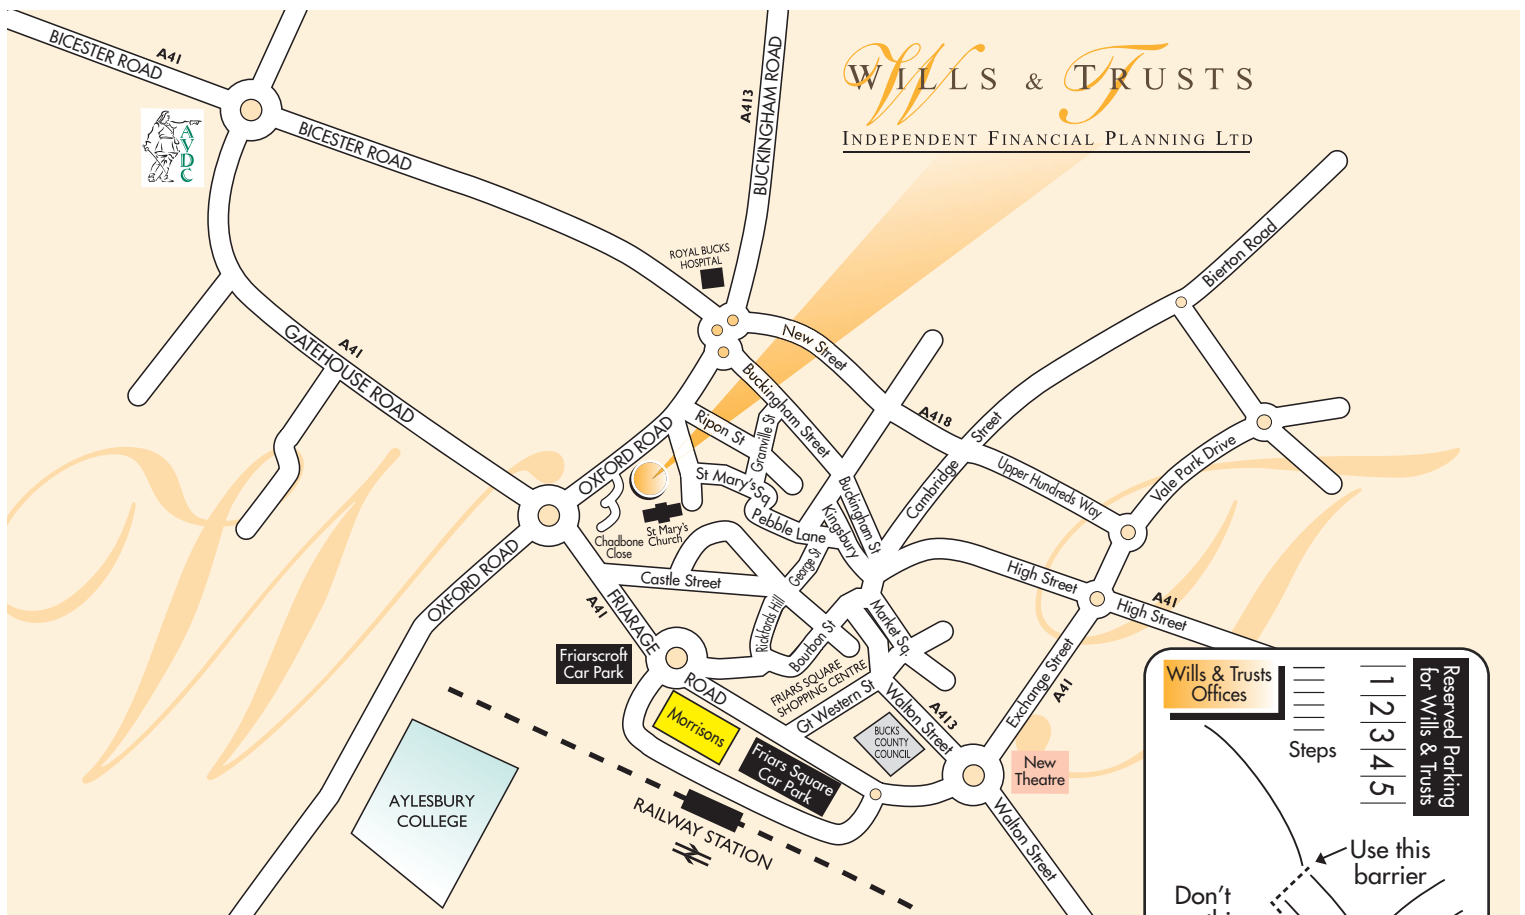 BICESTER ROAD
A41
BICESTER ROAD
AVDC
A413
BUCKINGHAM ROAD
WILLS & TRUSTS
INDEPENDENT FINANCIAL PLANNING LTD
ROYAL BUCKS
HOSPITAL
Bierton Road
New Street
A41
GATEHOUSE ROAD
Buckingham Street
Ripon St
Granville St
A418
Cambridge
Street
Upper Hundreds Way
Vale Park Drive
OXFORD ROAD
St Mary's Sq
Pebble Lane
Kingsbury
Buckingham St
St Mary's
Church
Chadbone
Close
George St
Castle Street
High Street
A41
High Street
OXFORD ROAD
A41
FRIARAGE
ROAD
Rickfords Hill
Bourbon St
Market Sq.
Friarscroft
Car Park
FRIARS SQUARE
SHOPPING CENTRE
Gt Western St
Walton Street
A413
Exchange Street
A41
Morrisons
Friars Square
Car Park
BUCKS
COUNTY
COUNCIL
New
Theatre
Walton Street
RAILWAY STATION
AYLESBURY
COLLEGE
Wills & Trusts
Offices
Steps
1
2
3
4
5
Reserved Parking
for Wills & Trusts
Use this
barrier
Don't
W
T